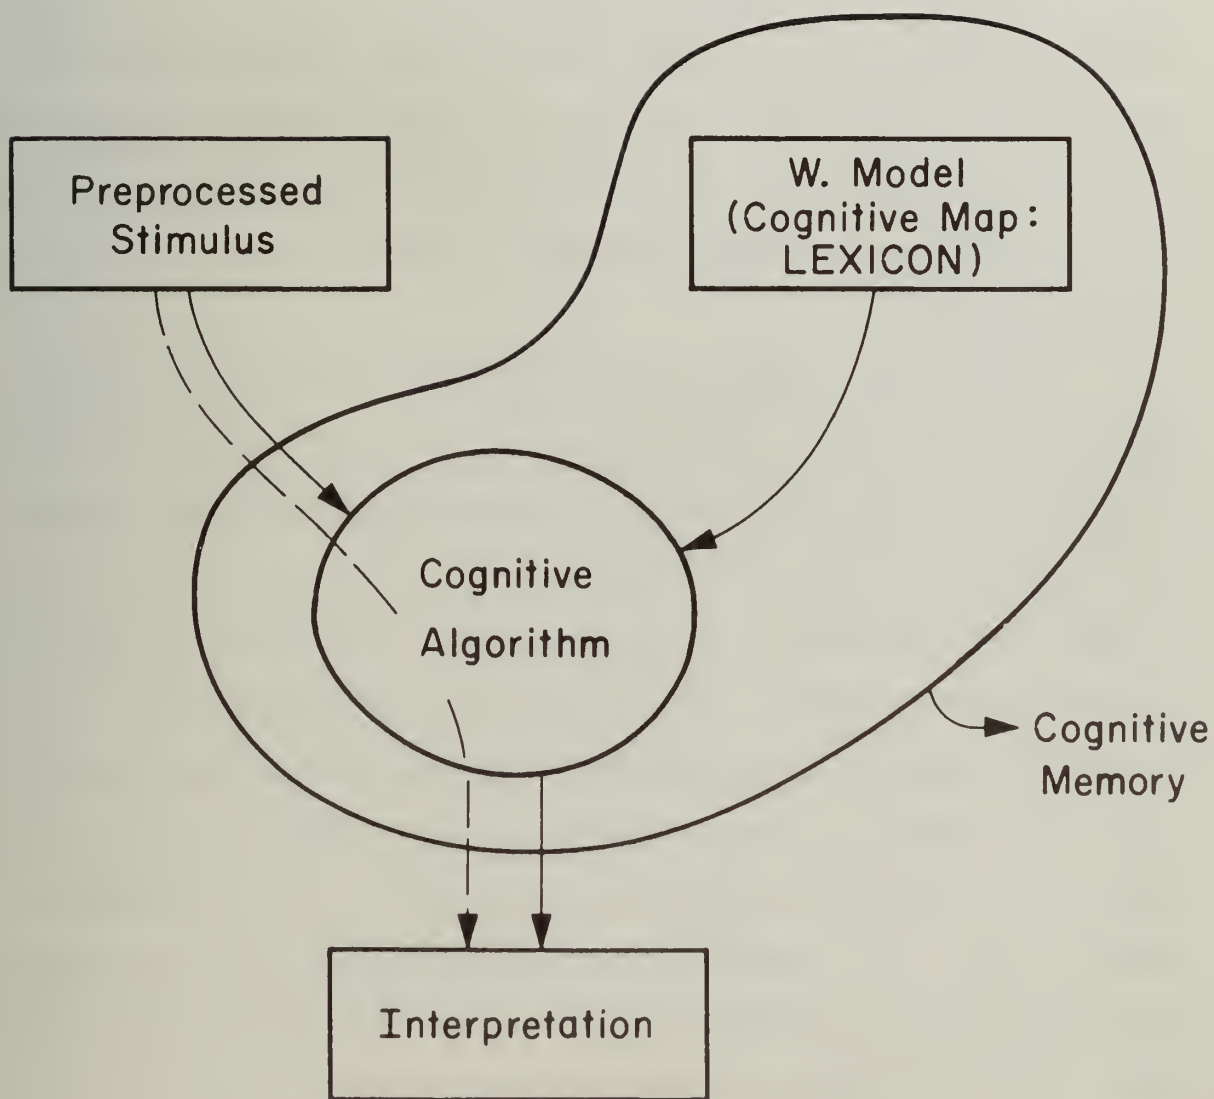 Preprocessed
Stimulus
W. Model
(Cognitive Map:
LEXICON)
Cognitive
Algorithm
Cognitive
Memory
Interpretation